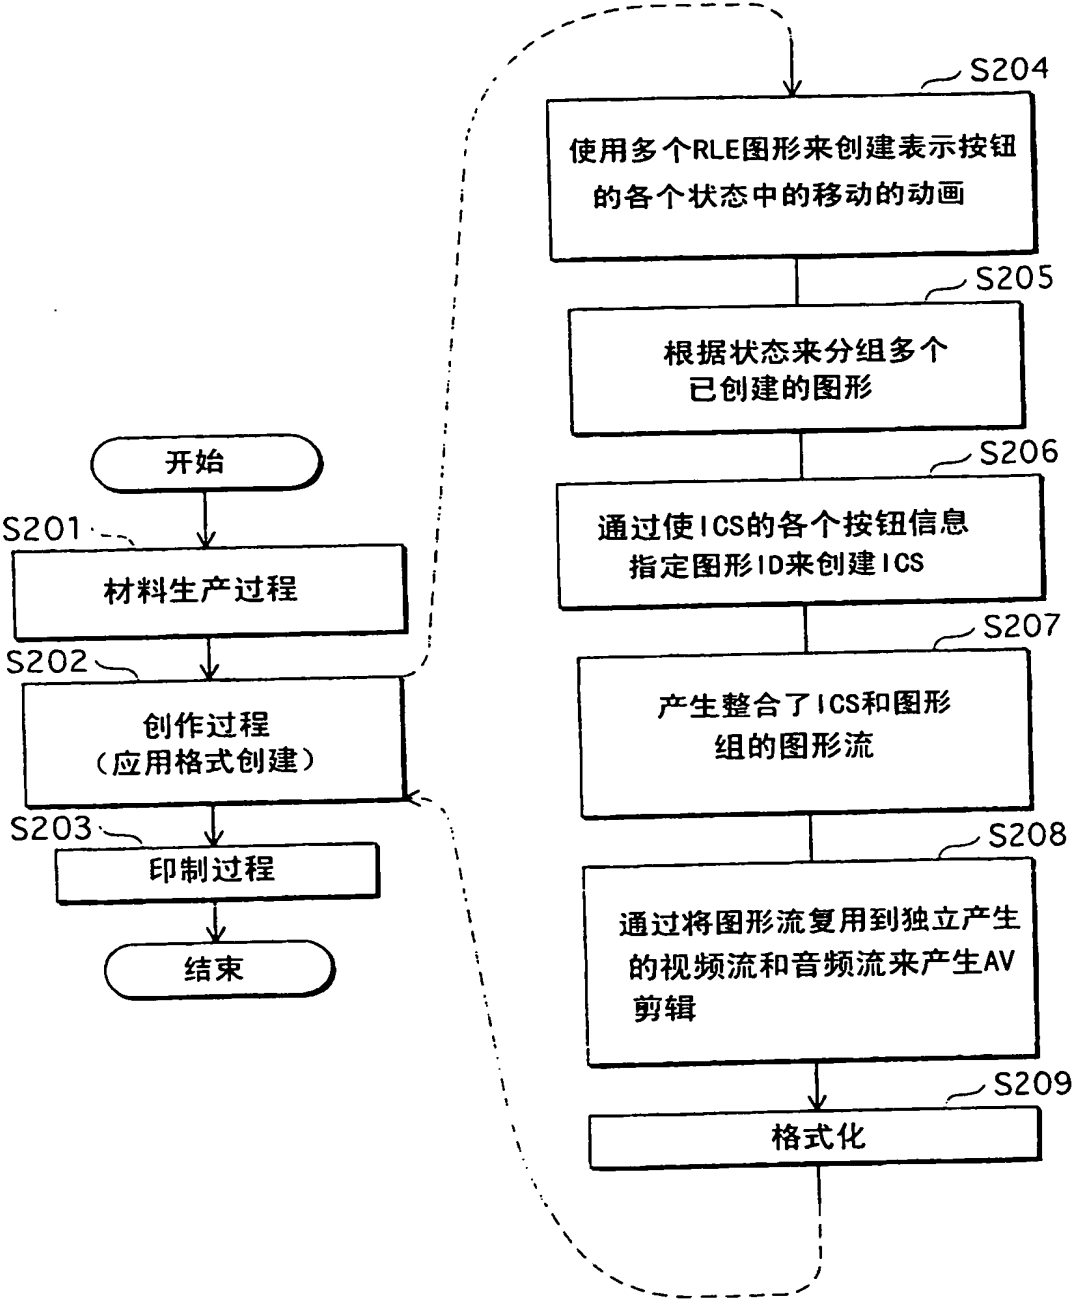 开始
S201
材料生产过程
S202
创作过程
(应用格式创建)
S203
印制过程
结束
S204
使用多个RLE图形来创建表示按钮
的各个状态中的移动的动画
S205
根据状态来分组多个
已创建的图形
S206
通过使ICS的各个按钮信息
指定图形ID来创建ICS
S207
产生整合了ICS和图形
组的图形流
S208
通过将图形流复用到独立产生
的视频流和音频流来产生AV
剪辑
S209
格式化